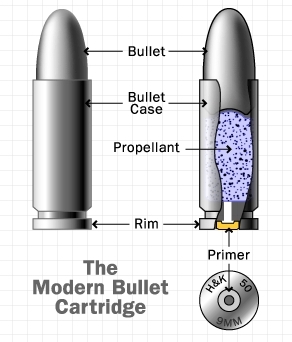 Bullet
Bullet
Case
Propellant
Rim
Primer
The
Modern Bullet
Cartridge
H&K 50
9MM